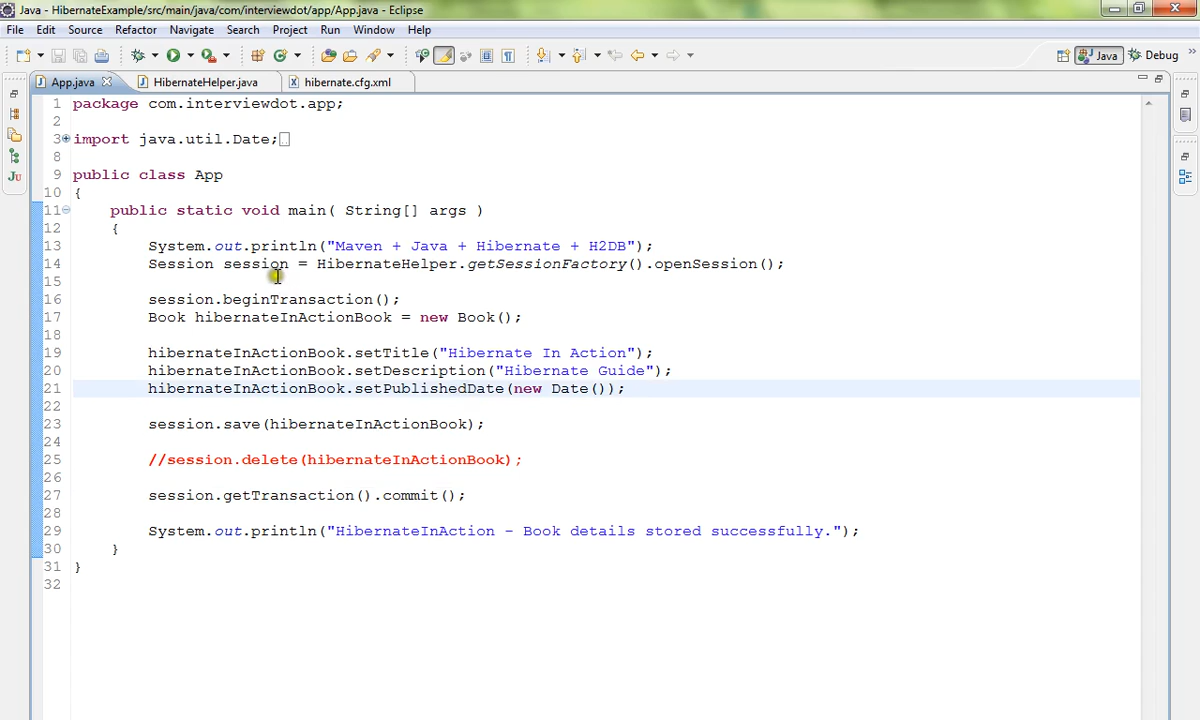 Java - HibernateExample/src/main/java/com/interviewdot/app/App.java - Eclipse
File Edit Source Refactor Navigate Search Project Run Window Help
Java Debug
App.java HibernateHelper.java hibernate.cfg.xml
1 package com.interviewdot.app;
2
3 import java.util.Date;
8
9 public class App
10 {
11 public static void main( String[] args )
12 {
13 System.out.println("Maven + Java + Hibernate + H2DB");
14 Session session = HibernateHelper.getSessionFactory().openSession();
15
16 session.beginTransaction();
17 Book hibernateInActionBook = new Book();
18
19 hibernateInActionBook.setTitle("Hibernate In Action");
20 hibernateInActionBook.setDescription("Hibernate Guide");
21 hibernateInActionBook.setPublishedDate(new Date());
22
23 session.save(hibernateInActionBook);
24
25 //session.delete(hibernateInActionBook);
26
27 session.getTransaction().commit();
28
29 System.out.println("HibernateInAction - Book details stored successfully.");
30 }
31 }
32